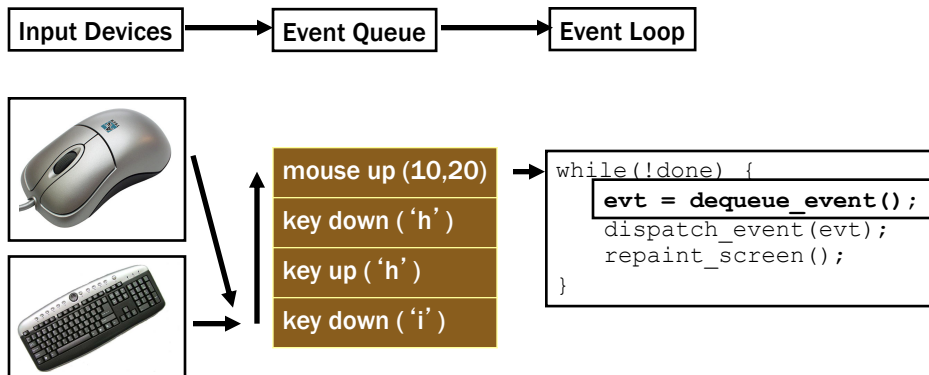 Input Devices
Event Queue
Event Loop
mouse up (10,20)
key down (‘h’)
key up (‘h’)
key down (‘i’)
while(!done) {
evt = dequeue_event();
dispatch_event(evt);
repaint_screen();
}